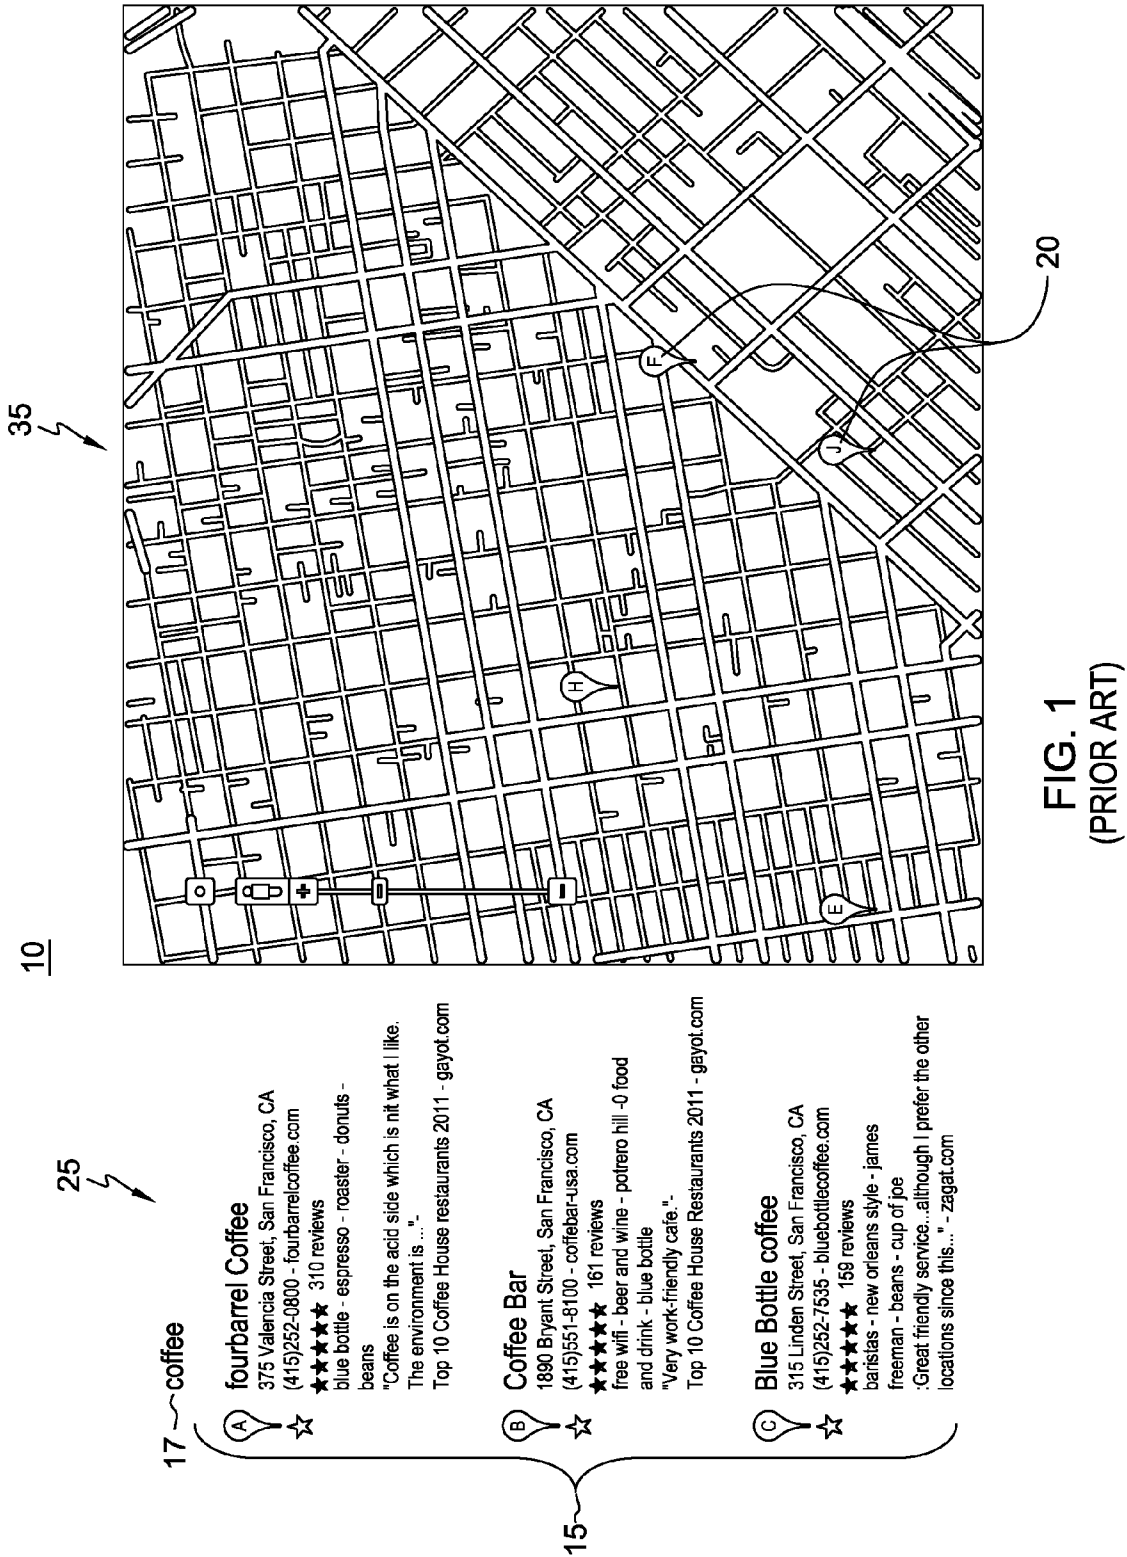 10
25
35
17
coffee
A
fourbarrel Coffee
375 Valencia Street, San Francisco, CA
(415)252-0800 - fourbarrelcoffee.com
★★★★★ 310 reviews
blue bottle - espresso - roaster - donuts -
beans
"Coffee is on the acid side which is nit what I like.
The environment is ..."-
Top 10 Coffee House restaurants 2011 - gayot.com
B
Coffee Bar
1890 Bryant Street, San Francisco, CA
(415)551-8100 - coffebar-usa.com
★★★★★ 161 reviews
free wifi - beer and wine - potrero hill -0 food
and drink - blue bottle
"Very work-friendly cafe."-
Top 10 Coffee House Restaurants 2011 - gayot.com
C
Blue Bottle coffee
315 Linden Street, San Francisco, CA
(415)252-7535 - bluebottlecoffee.com
★★★★★ 159 reviews
baristas - new orleans style - james
freeman - beans - cup of joe
:Great friendly service...although I prefer the other
locations since this..." - zagat.com
15
H
F
E
J
20
FIG. 1
(PRIOR ART)